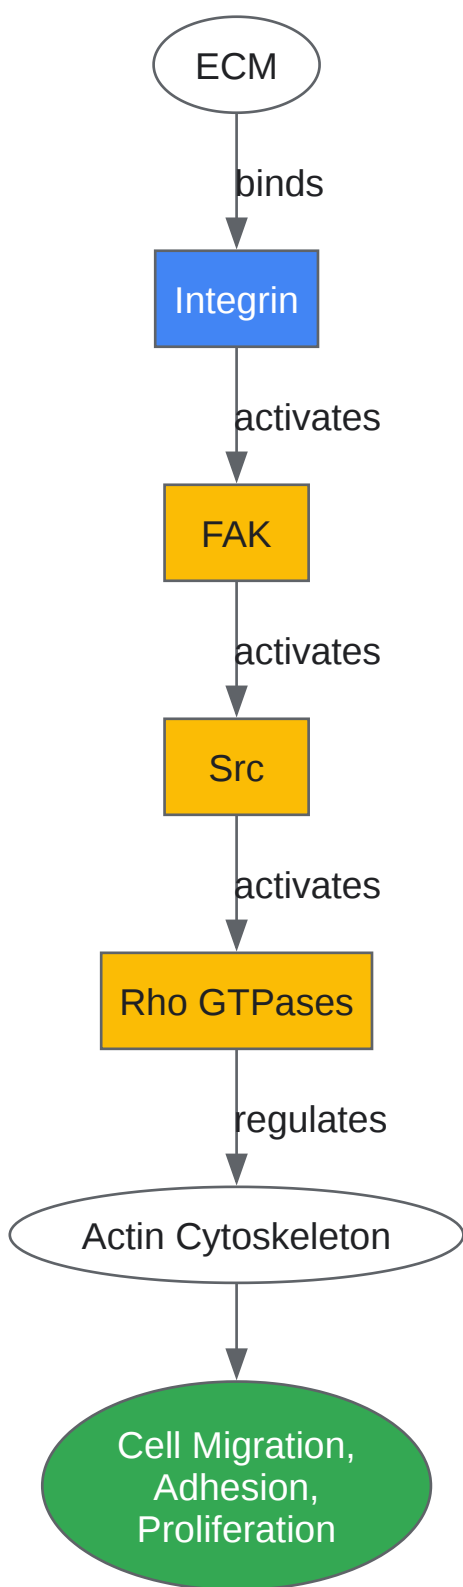 ECM
binds
Integrin
activates
FAK
activates
Src
activates
Rho GTPases
regulates
Actin Cytoskeleton
Cell Migration,
Adhesion,
Proliferation